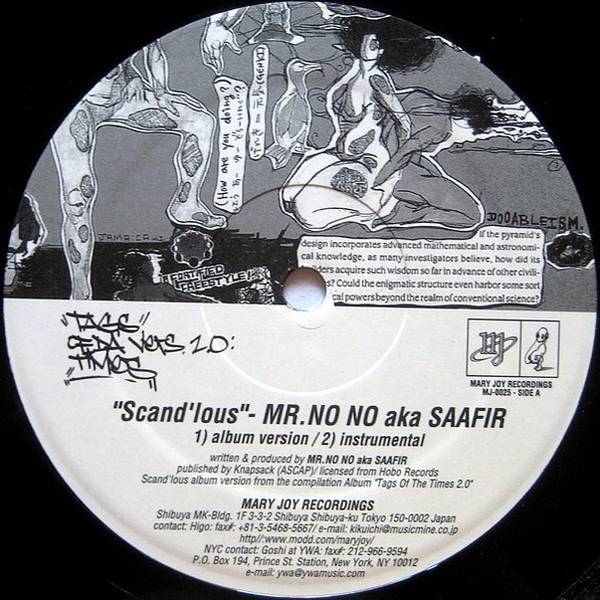 (How are you doing?)
DOOABLEISM.
JAMAICA
If the pyramid's
design incorporates advanced mathematical and astronomi-
cal knowledge, as many investigators believe, how did its
lders acquire such wisdom so far in advance of other civili-
s? Could the enigmatic structure even harbor some sort
cal powers beyond the realm of conventional science?
A FORTIFIED
FREESTYLE!
"TAGS
OF DA VERS. 2.0:
TIMES"
MJ
MARY JOY RECORDINGS
MJ-0025 - SIDE A
"Scand'lous"- MR.NO NO aka SAAFIR
1) album version / 2) instrumental
written & produced by MR.NO NO aka SAAFIR
published by Knapsack (ASCAP)/ licensed from Hobo Records
Scand'lous album version from the compilation Album "Tags Of The Times 2.0"
MARY JOY RECORDINGS
Shibuya MK-Bldg. 1F 3-3-2 Shibuya Shibuya-ku Tokyo 150-0002 Japan
contact: Higo: fax#: +81-3-5468-5667/ e-mail: kikuichi@musicmine.co.jp
http//:www.modd.com/maryjoy/
NYC contact: Goshi at YWA: fax#: 212-966-9594
P.O. Box 194, Prince St. Station, New York, NY 10012
e-mail: ywa@ywamusic.com